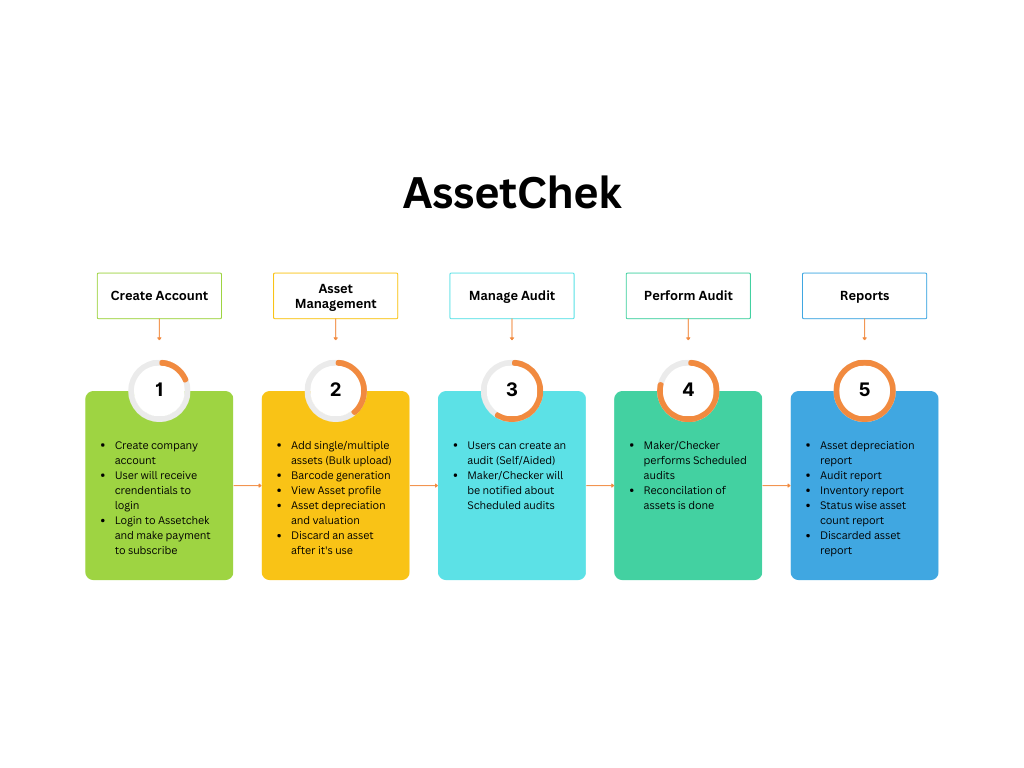 AssetChek
Create Account
Asset
Management
Manage Audit
Perform Audit
Reports
1
2
3
4
5
• Create company
account
• User will receive
crendentials to
login
• Login to Assetchek
and make payment
to subscribe
• Add single/multiple
assets (Bulk upload)
• Barcode generation
• View Asset profile
• Asset depreciation
and valuation
• Discard an asset
after it's use
• Users can create an
audit (Self/Aided)
• Maker/Checker will
be notified about
Scheduled audits
• Maker/Checker
performs Scheduled
audits
• Reconcilation of
assets is done
• Asset depreciation
report
• Audit report
• Inventory report
• Status wise asset
count report
• Discarded asset
report